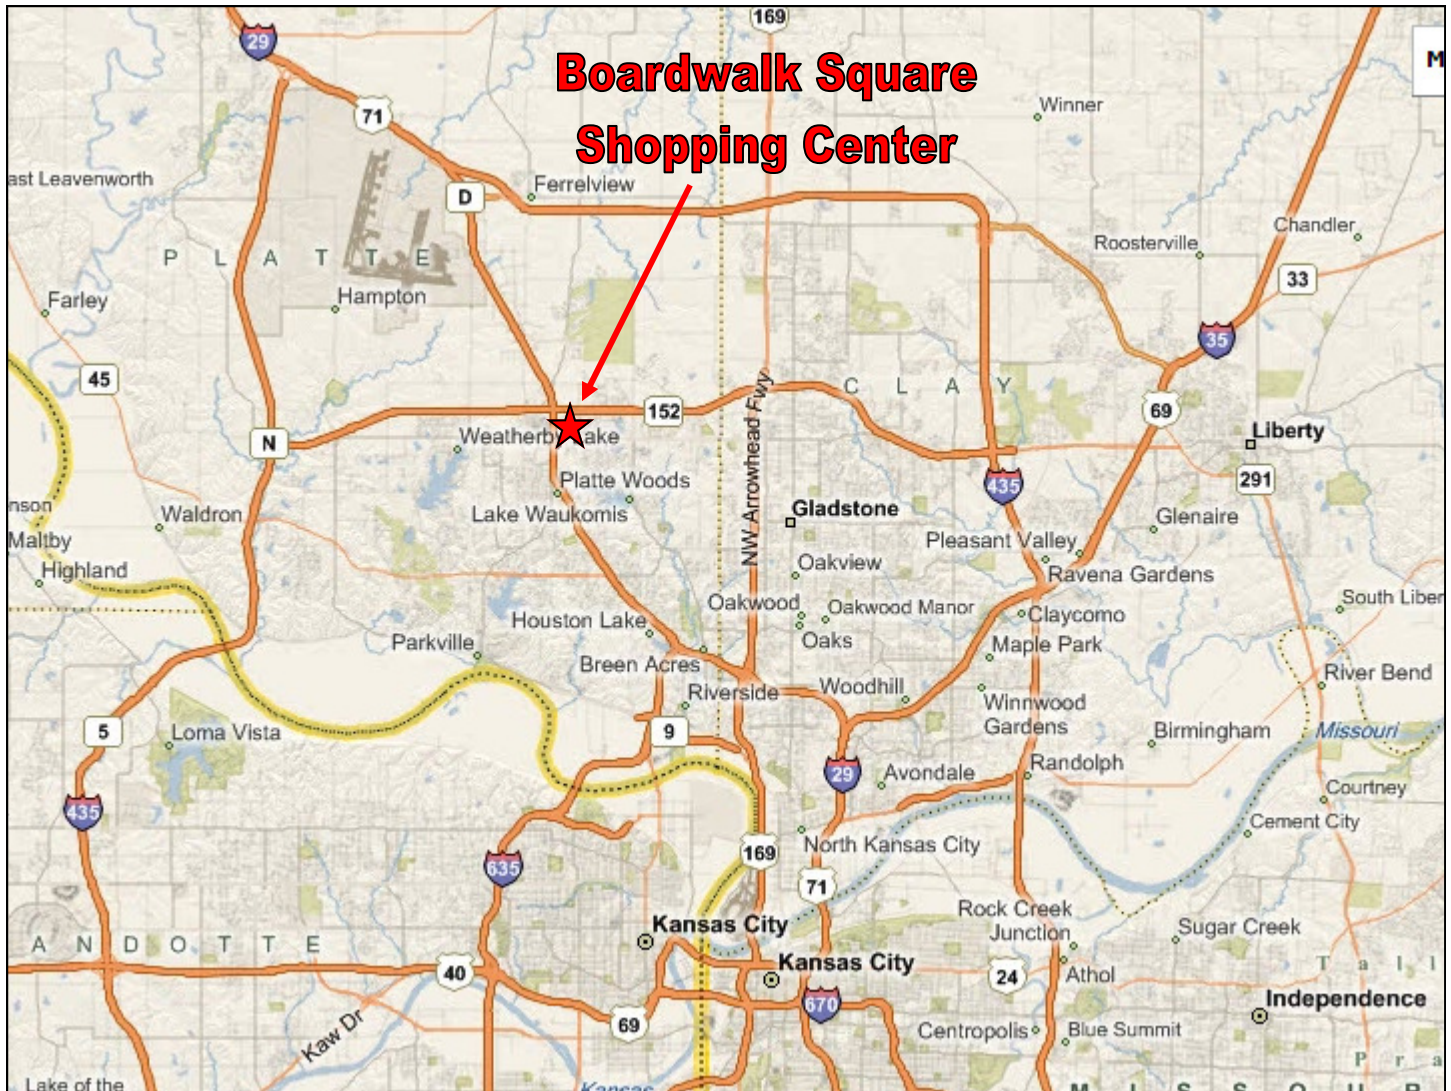 169
29
Boardwalk Square
Shopping Center
M
71
Winner
ast Leavenworth
D
Ferrelview
Chandler
Roosterville
P L A T T E
33
Hampton
Farley
35
45
C L A Y
69
152
NW Arrowhead Fwy
N
Weatherby Lake
Liberty
291
435
Platte Woods
nson
Waldron
Lake Waukomis
Gladstone
Glenaire
Maltby
Pleasant Valley
Highland
Oakview
Ravena Gardens
South Liber
Oakwood
Oakwood Manor
Claycomo
Houston Lake
Oaks
Parkville
Maple Park
Breen Acres
River Bend
Riverside
Woodhill
Winnwood
Gardens
5
Loma Vista
9
Birmingham
Missouri
29
Avondale
Randolph
Courtney
435
Cement City
North Kansas City
169
635
71
Rock Creek
Junction
Kansas City
Sugar Creek
A N D O T T E
Kansas City
T a l l
40
24
Athol
670
Independence
69
Kaw Dr
Centropolis
Blue Summit
P r a
Lake of the
Kansas
M I S S O